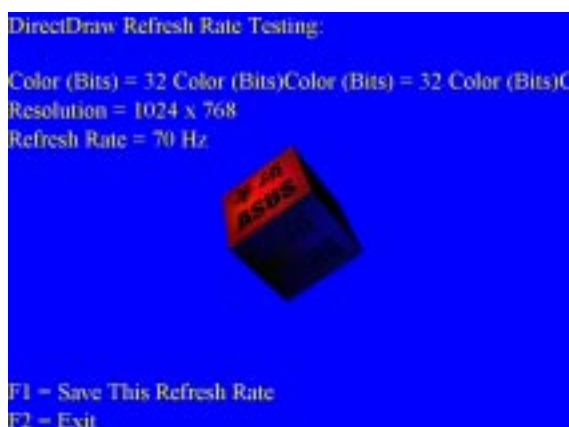 DirectDraw Refresh Rate Testing:
Color (Bits) = 32 Color (Bits)Color (Bits) = 32 Color (Bits)C
Resolution = 1024 x 768
Refresh Rate = 70 Hz
ASUS
F1 = Save This Refresh Rate
F2 = Exit